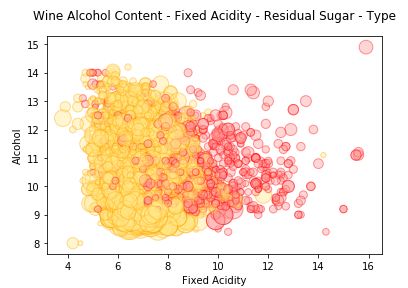 Wine Alcohol Content - Fixed Acidity - Residual Sugar - Type
15
14
13
12
11
10
9
8
Alcohol
4 6 8 10 12 14 16
Fixed Acidity